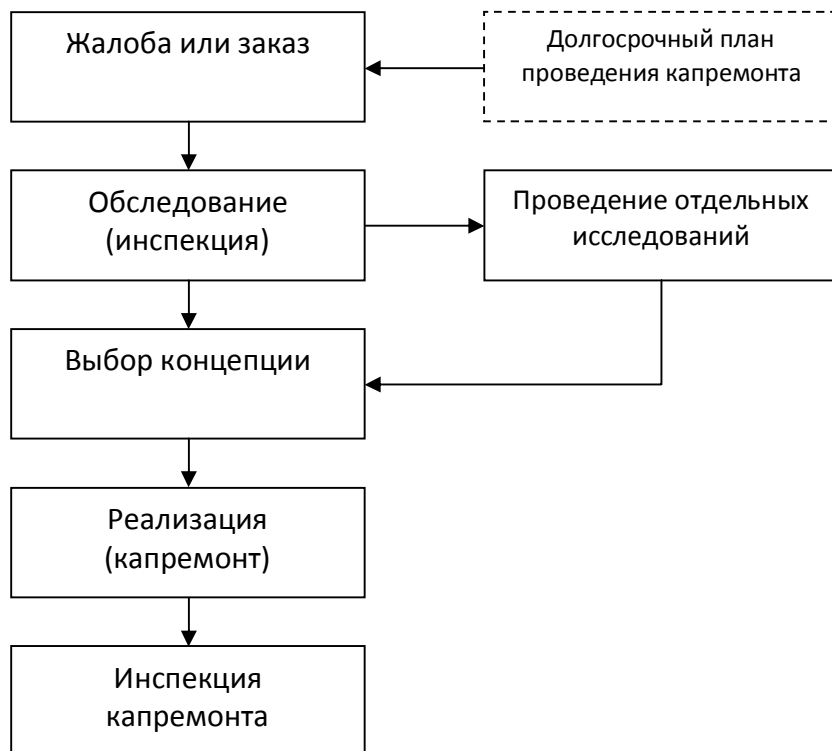 Жалоба или заказ
Долгосрочный план
проведения капремонта
Обследование
(инспекция)
Проведение отдельных
исследований
Выбор концепции
Реализация
(капремонт)
Инспекция
капремонта